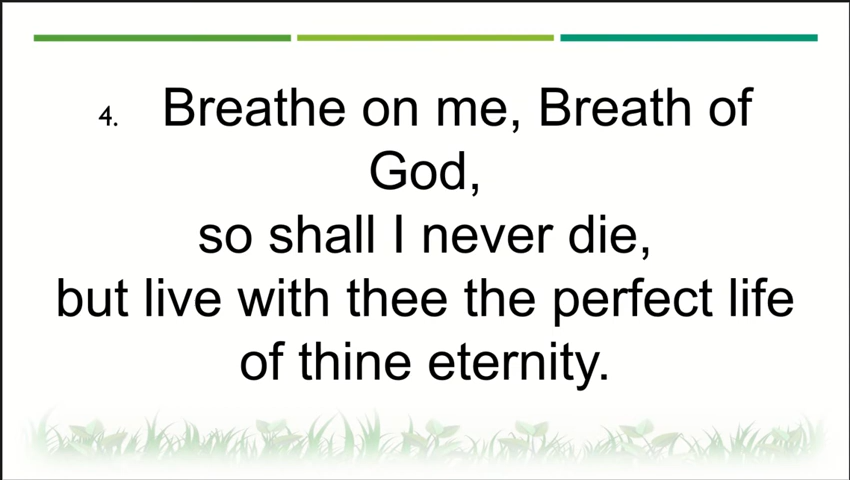 4. Breathe on me, Breath of
God,
so shall I never die,
but live with thee the perfect life
of thine eternity.